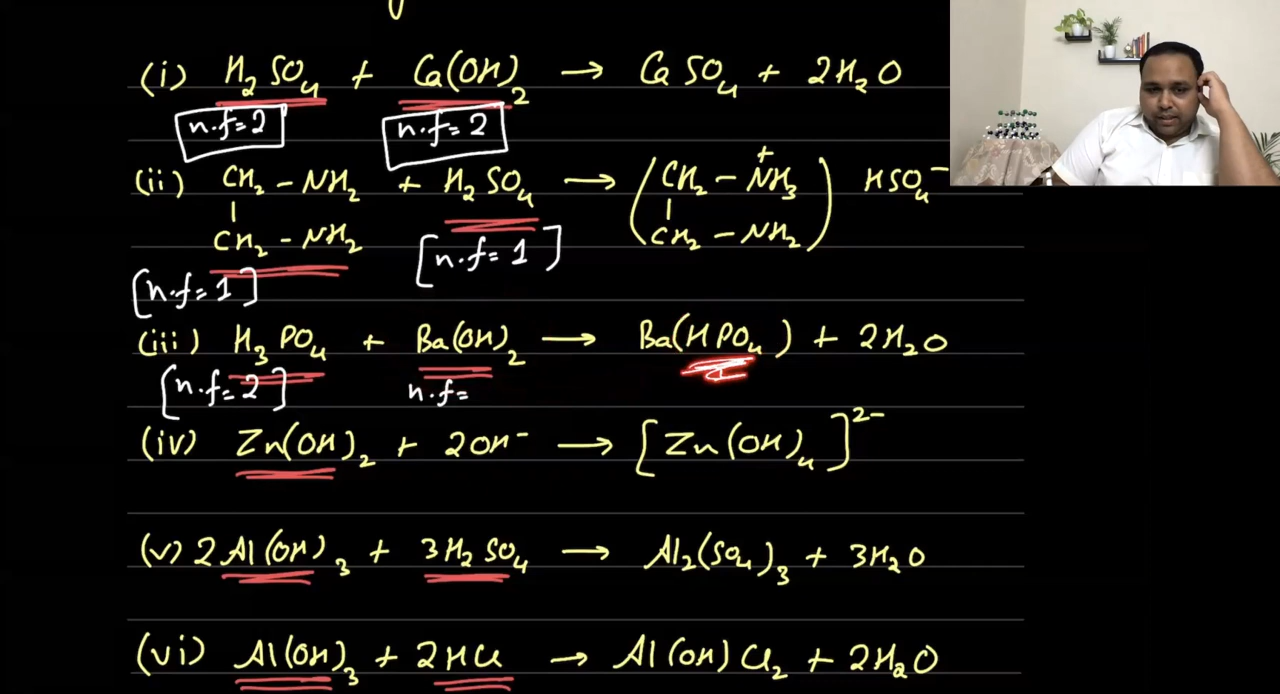 (i) H₂SO₄ + Ca(OH)₂ → CaSO₄ + 2H₂O
n.f=2 n.f=2
(ii) CH₂-NH₂ + H₂SO₄ → (CH₂-N⁺H₃ ) HSO₄⁻
CH₂-NH₂ CH₂-NH₂
[n.f=1]
[n.f=1]
(iii) H₃PO₄ + Ba(OH)₂ → Ba(HPO₄) + 2H₂O
[n.f=2] n.f=
(iv) Zn(OH)₂ + 2OH⁻ → [Zn(OH)₄]²⁻
(v) 2Al(OH)₃ + 3H₂SO₄ → Al₂(SO₄)₃ + 3H₂O
(vi) Al(OH)₃ + 2HCl → Al(OH)Cl₂ + 2H₂O